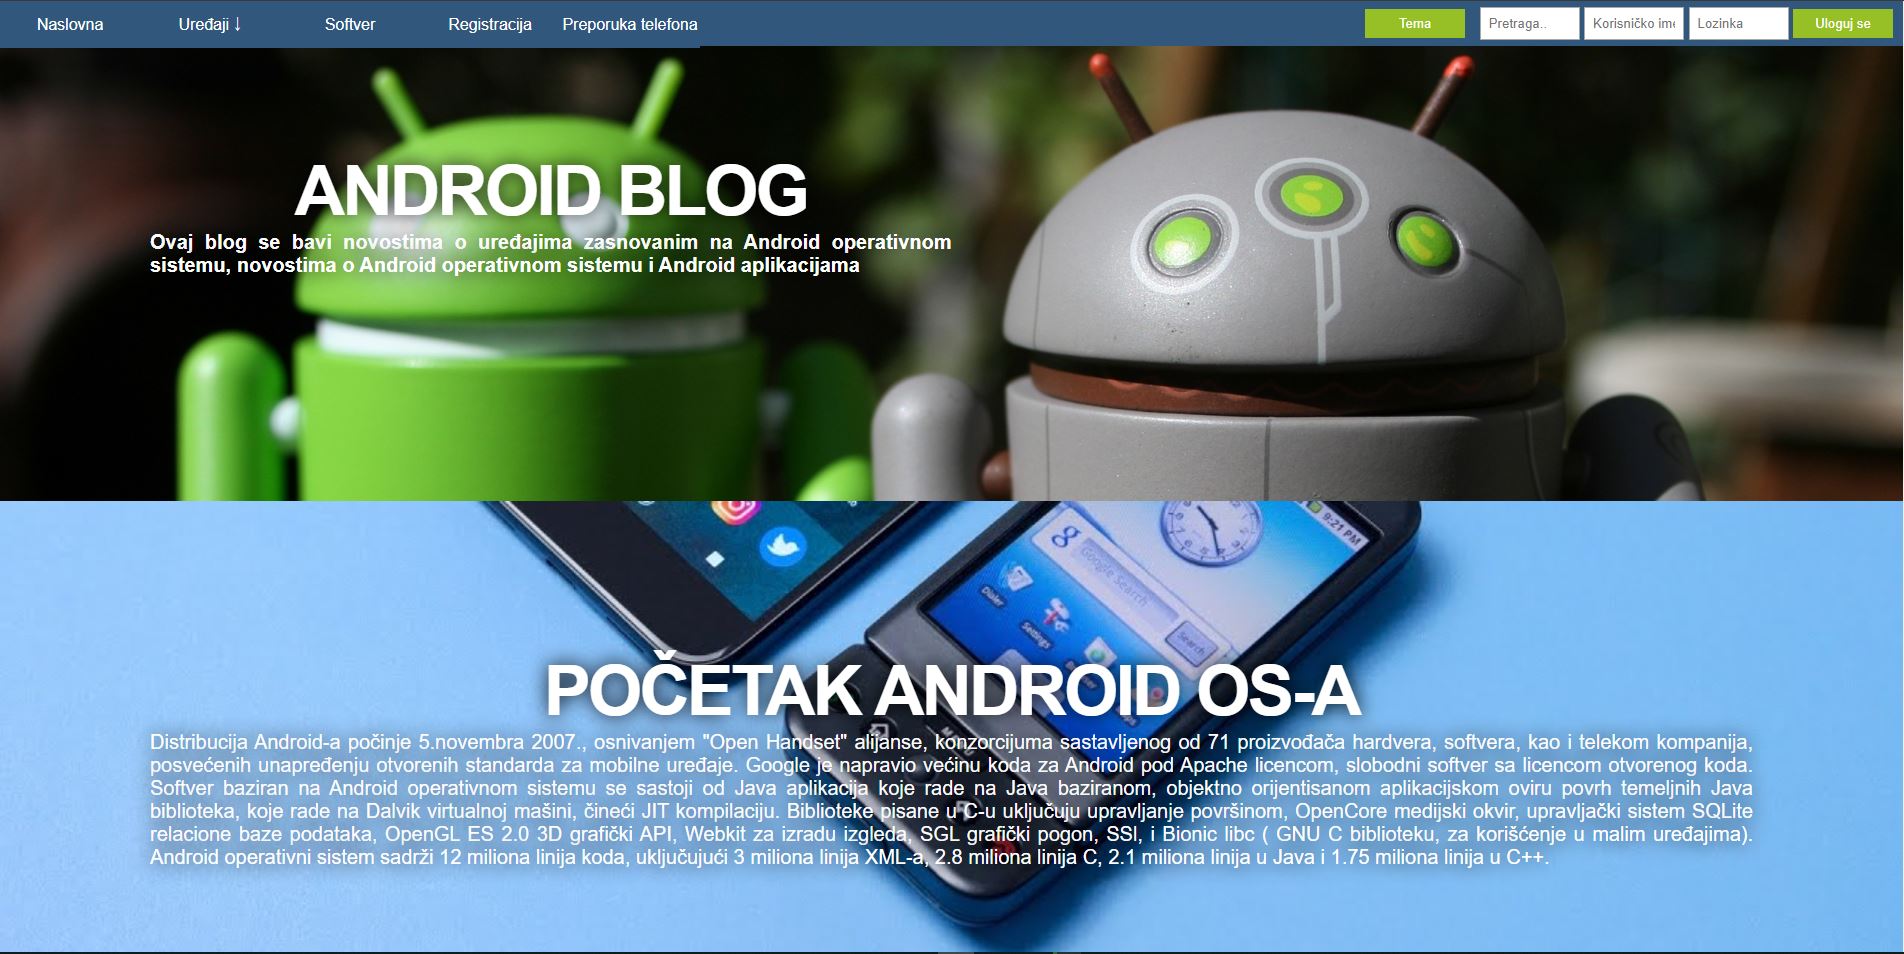 Naslovna Uređaji ↓ Softver Registracija Preporuka telefona Tema Pretraga.. Korisničko ime Lozinka Uloguj se
ANDROID BLOG
Ovaj blog se bavi novostima o uređajima zasnovanim na Android operativnom
sistemu, novostima o Android operativnom sistemu i Android aplikacijama
9:21 PM
Google Search
Dialer
Settings
Search
POČETAK ANDROID OS-A
Distribucija Android-a počinje 5.novembra 2007., osnivanjem "Open Handset" alijanse, konzorcijuma sastavljenog od 71 proizvođača hardvera, softvera, kao i telekom kompanija,
posvećenih unapređenju otvorenih standarda za mobilne uređaje. Google je napravio većinu koda za Android pod Apache licencom, slobodni softver sa licencom otvorenog koda.
Softver baziran na Android operativnom sistemu se sastoji od Java aplikacija koje rade na Java baziranom, objektno orijentisanom aplikacijskom oviru povrh temeljnih Java
biblioteka, koje rade na Dalvik virtualnoj mašini, čineći JIT kompilaciju. Biblioteke pisane u C-u uključuju upravljanje površinom, OpenCore medijski okvir, upravljački sistem SQLite
relacione baze podataka, OpenGL ES 2.0 3D grafički API, Webkit za izradu izgleda, SGL grafički pogon, SSl, i Bionic libc ( GNU C biblioteku, za korišćenje u malim uređajima).
Android operativni sistem sadrži 12 miliona linija koda, uključujući 3 miliona linija XML-a, 2.8 miliona linija C, 2.1 miliona linija u Java i 1.75 miliona linija u C++.